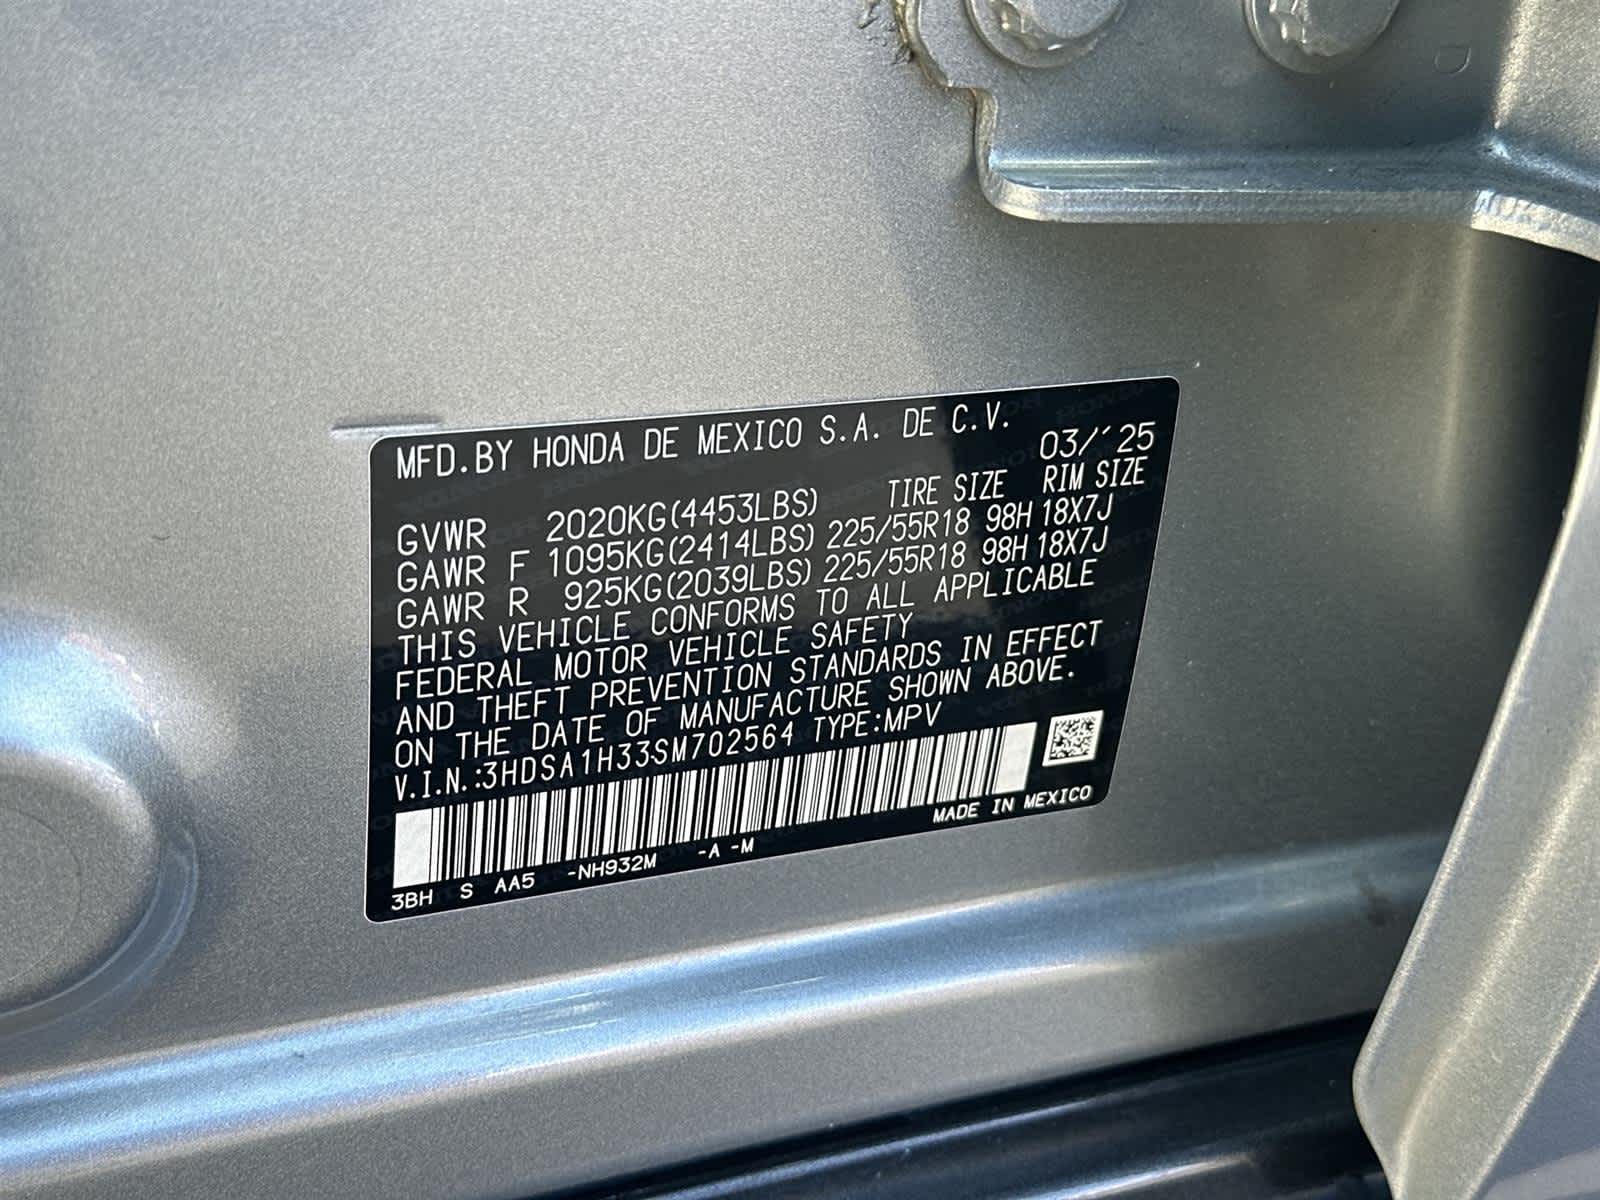 MFD.BY HONDA DE MEXICO S.A. DE C.V.
03/´25
TIRE SIZE RIM SIZE
GVWR 2020KG(4453LBS)
GAWR F 1095KG(2414LBS) 225/55R18 98H 18X7J
GAWR R 925KG(2039LBS) 225/55R18 98H 18X7J
THIS VEHICLE CONFORMS TO ALL APPLICABLE
FEDERAL MOTOR VEHICLE SAFETY
AND THEFT PREVENTION STANDARDS IN EFFECT
ON THE DATE OF MANUFACTURE SHOWN ABOVE.
V.I.N.:3HDSA1H33SM702564 TYPE:MPV
MADE IN MEXICO
3BH S AA5 -NH932M -A -M